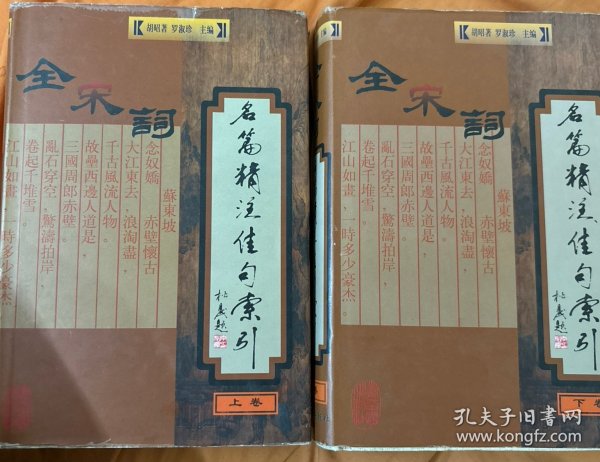 胡昭著 罗淑珍 主编
全宋詞
名篇精注佳句索引
蘇東坡
念奴嬌 赤壁懷古
大江東去 浪淘盡
千古風流人物。
故壘西邊人道是
三國周郎赤壁。
亂石穿空 驚濤拍岸
卷起千堆雪。
江山如畫 一時多少豪杰。
上卷
胡昭著 罗淑珍 主编
全宋詞
名篇精注佳句索引
蘇東坡
念奴嬌 赤壁懷古
大江東去 浪淘盡
千古風流人物。
故壘西邊人道是
三國周郎赤壁。
亂石穿空 驚濤拍岸
卷起千堆雪。
江山如畫 一時多少豪杰。
下卷
孔夫子旧书网
www.kongfz.com